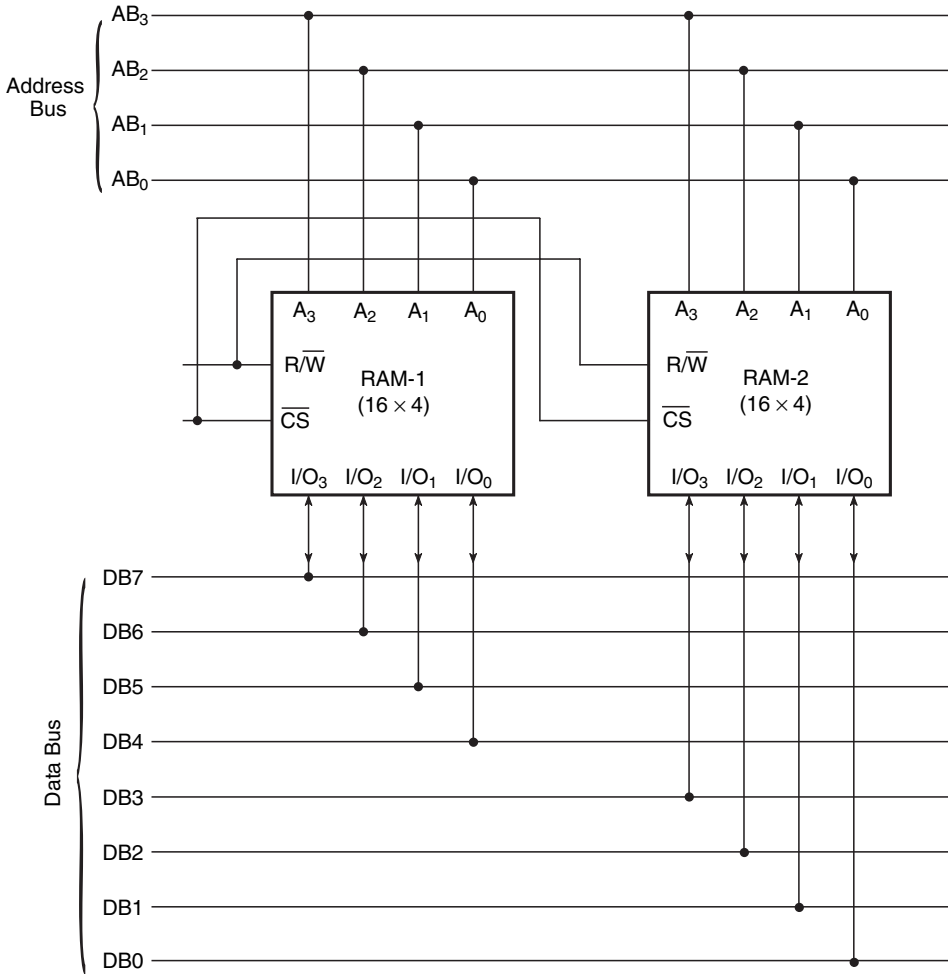 AB₃
AB₂
Address
Bus
AB₁
AB₀
A₃ A₂ A₁ A₀
R/W̅
RAM-1
(16 × 4)
C̅S̅
I/O₃ I/O₂ I/O₁ I/O₀
A₃ A₂ A₁ A₀
R/W̅
RAM-2
(16 × 4)
C̅S̅
I/O₃ I/O₂ I/O₁ I/O₀
Data Bus
DB7
DB6
DB5
DB4
DB3
DB2
DB1
DB0